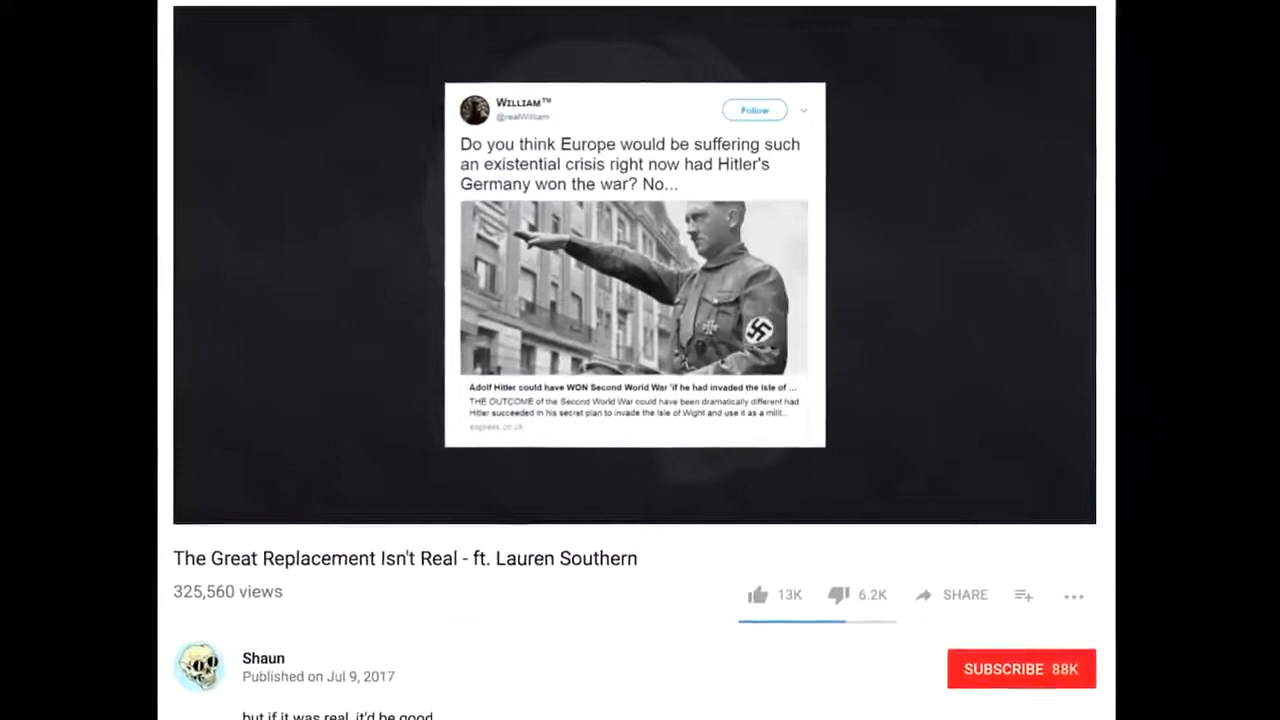 WILLIAM™
@realWilliam
Follow
Do you think Europe would be suffering such
an existential crisis right now had Hitler's
Germany won the war? No...
Adolf Hitler could have WON Second World War 'if he had invaded the Isle of ...
THE OUTCOME of the Second World War could have been dramatically different had
Hitler succeeded in his secret plan to invade the Isle of Wight and use it as a milit...
express.co.uk
The Great Replacement Isn't Real - ft. Lauren Southern
325,560 views
13K
6.2K
SHARE
Shaun
Published on Jul 9, 2017
SUBSCRIBE 88K
but if it was real, it'd be good